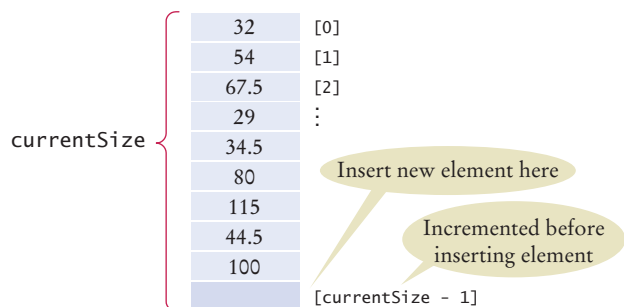 32 [0]
54 [1]
67.5 [2]
29 ⋮
currentSize
34.5
80
Insert new element here
115
44.5
Incremented before
inserting element
100
[currentSize - 1]